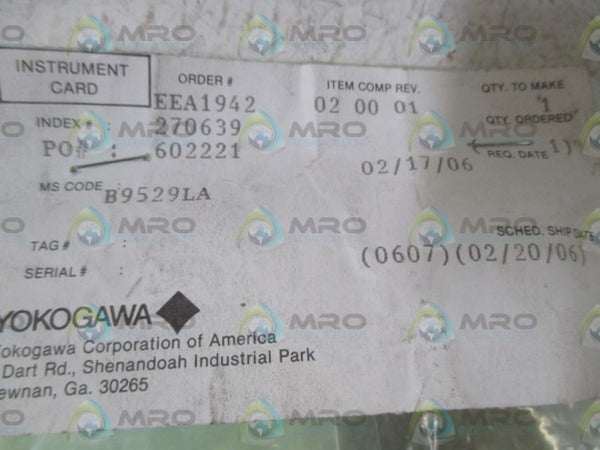 INSTRUMENT CARD
ORDER #
EEA1942
ITEM COMP REV.
02 00 01
QTY. TO MAKE
1
INDEX # : 270639
QTY. ORDERED
PO# : 602221
REQ. DATE
1)
02/17/06
MS CODE : B9529LA
TAG # :
SCHED. SHIP DATE
(0607)(02/20/06)
SERIAL # :
YOKOGAWA
Yokogawa Corporation of America
Dart Rd., Shenandoah Industrial Park
ewnan, Ga. 30265
MRO